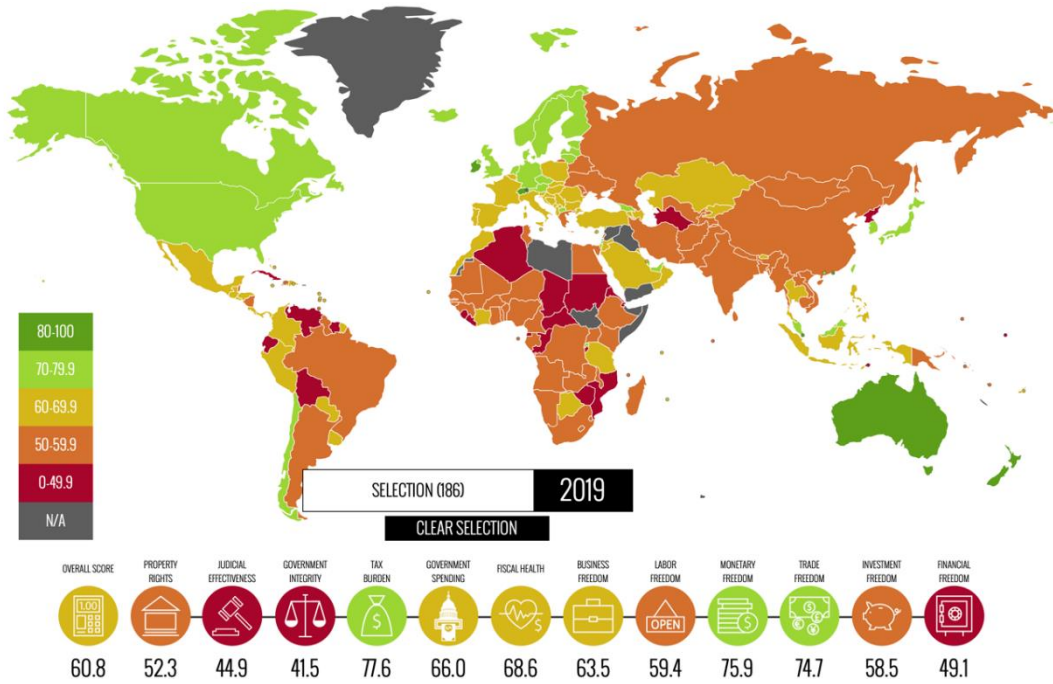 80-100
70-79.9
60-69.9
50-59.9
0-49.9
N/A
SELECTION (186)
2019
CLEAR SELECTION
OVERALL SCORE
PROPERTY
RIGHTS
JUDICIAL
EFFECTIVENESS
GOVERNMENT
INTEGRITY
TAX
BURDEN
GOVERNMENT
SPENDING
FISCAL HEALTH
BUSINESS
FREEDOM
LABOR
FREEDOM
MONETARY
FREEDOM
TRADE
FREEDOM
INVESTMENT
FREEDOM
FINANCIAL
FREEDOM
1.00
$
$
$
OPEN
$
$
€
¥
60.8
52.3
44.9
41.5
77.6
66.0
68.6
63.5
59.4
75.9
74.7
58.5
49.1